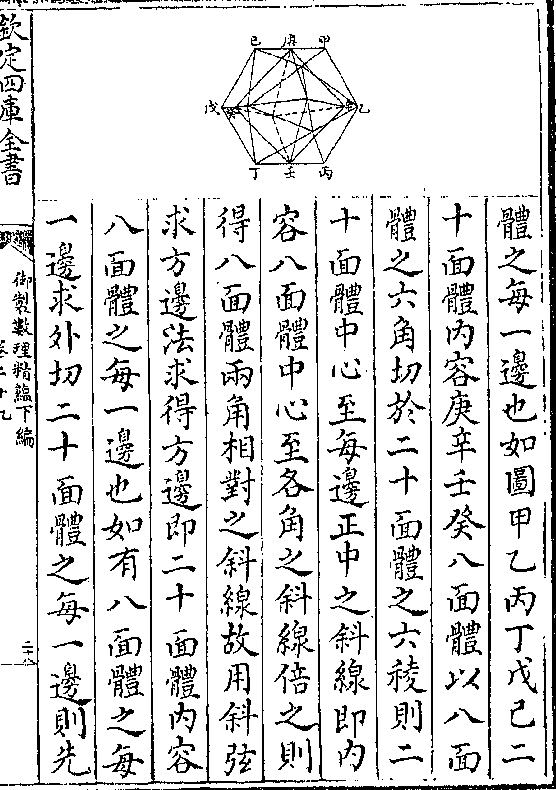 己 庚 甲
戊 乙
丁 壬 丙
體之每一邊也如圖甲乙丙丁戊己二
十面體内容庚辛壬癸八面體以八面
體之六角切於二十面體之六稜則二
十面體中心至每邊正中之斜線即内
容八面體中心至各角之斜線倍之則
得八面體兩角相對之斜線故用斜弦
求方邊法求得方邊即二十面體内容
八面體之每一邊也如有八面體之每
一邊求外切二十面體之每一邊則先
欽定四庫全書
御製數理精蘊下編
卷二十九